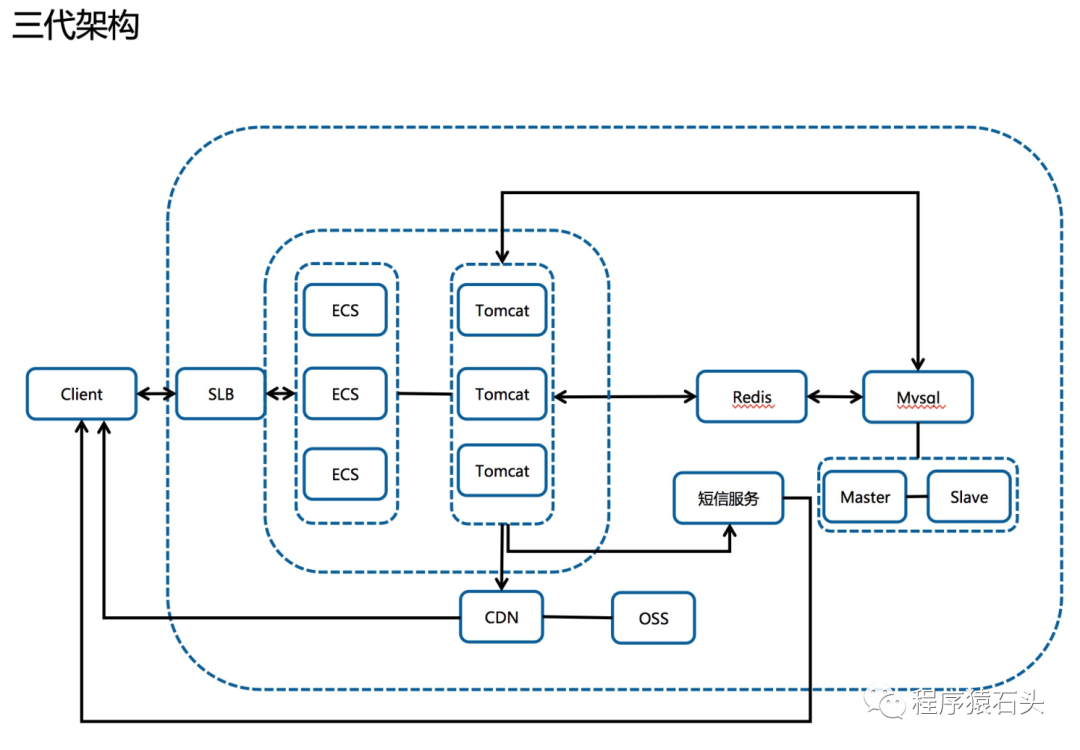 三代架构
ECS
Tomcat
Client
SLB
ECS
Tomcat
Redis
Mvsql
ECS
Tomcat
短信服务
Master
Slave
CDN
OSS
程序猿石头